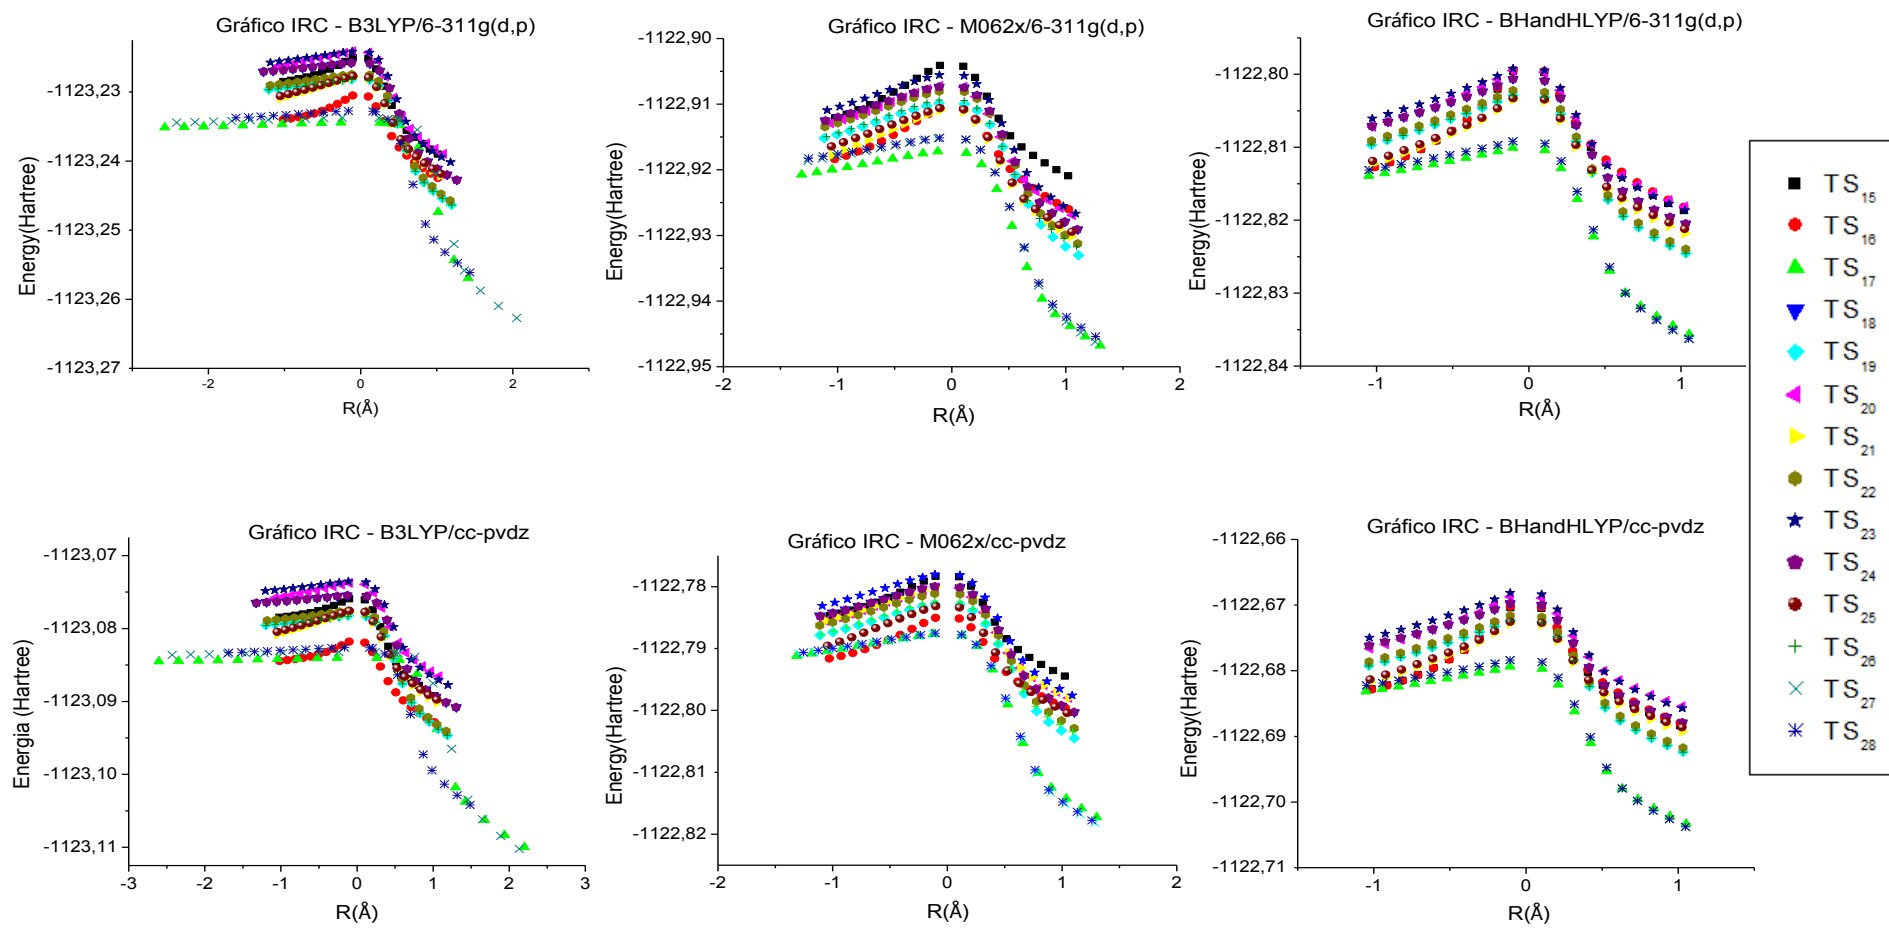 Gráfico IRC - B3LYP/6-311g(d,p)
-1123,23
-1123,24
-1123,25
-1123,26
-1123,27
Energy(Hartree)
-2
0
2
R(Å)
Gráfico IRC - M062x/6-311g(d,p)
-1122,90
-1122,91
-1122,92
-1122,93
-1122,94
-1122,95
Energy(Hartree)
-2
-1
0
1
2
R(Å)
Gráfico IRC - BHandHLYP/6-311g(d,p)
-1122,80
-1122,81
-1122,82
-1122,83
-1122,84
Energy(Hartree)
-1
0
1
R(Å)
Gráfico IRC - B3LYP/cc-pvdz
-1123,07
-1123,08
-1123,09
-1123,10
-1123,11
Energia (Hartree)
-3
-2
-1
0
1
2
3
R(Å)
Gráfico IRC - M062x/cc-pvdz
-1122,78
-1122,79
-1122,80
-1122,81
-1122,82
Energy(Hartree)
-2
-1
0
1
2
R(Å)
Gráfico IRC - BHandHLYP/cc-pvdz
-1122,66
-1122,67
-1122,68
-1122,69
-1122,70
-1122,71
Energy(Hartree)
-1
0
1
R(Å)
TS15
TS16
TS17
TS18
TS19
TS20
TS21
TS22
TS23
TS24
TS25
TS26
TS27
TS28